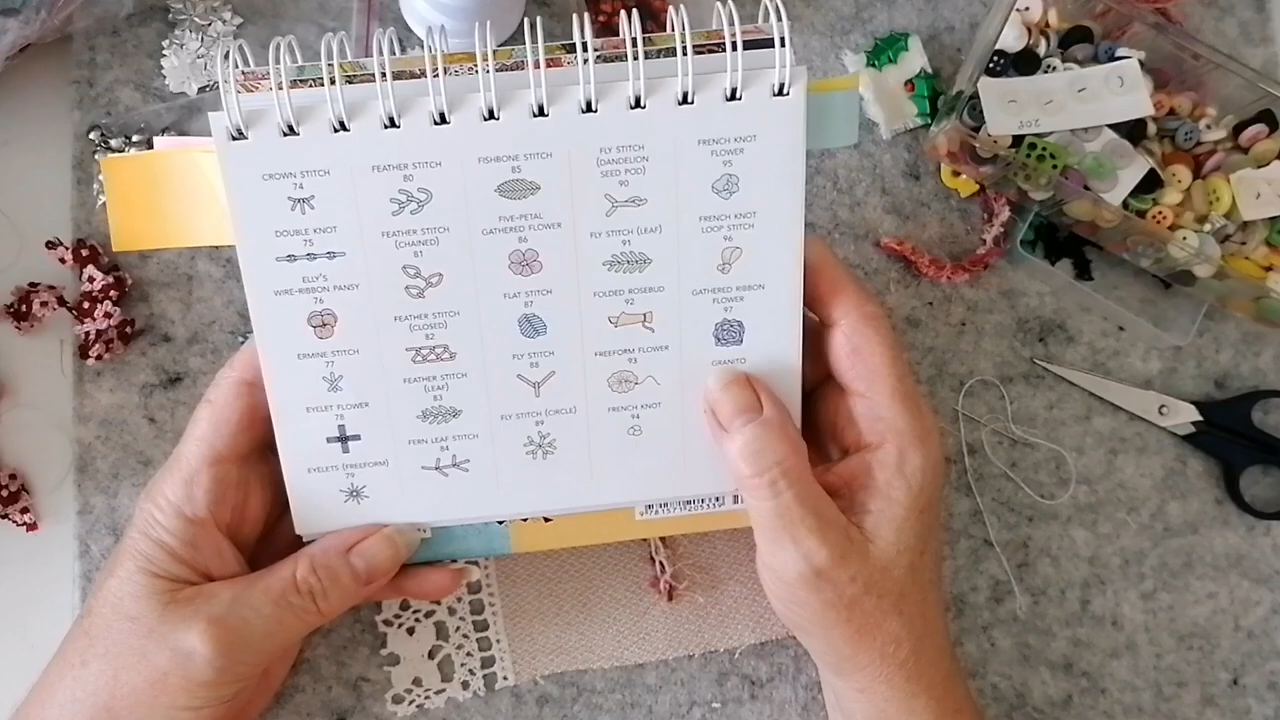 CROWN STITCH
74
DOUBLE KNOT
75
ELLY'S
WIRE-RIBBON PANSY
76
ERMINE STITCH
77
EYELET FLOWER
78
EYELETS (FREEFORM)
79
FEATHER STITCH
80
FEATHER STITCH
(CHAINED)
81
FEATHER STITCH
(CLOSED)
82
FEATHER STITCH
(LEAF)
83
FERN LEAF STITCH
84
FISHBONE STITCH
85
FIVE-PETAL
GATHERED FLOWER
86
FLAT STITCH
87
FLY STITCH
88
FLY STITCH (CIRCLE)
89
FLY STITCH
(DANDELION
SEED POD)
90
FLY STITCH (LEAF)
91
FOLDED ROSEBUD
92
FREEFORM FLOWER
93
FRENCH KNOT
94
FRENCH KNOT
FLOWER
95
FRENCH KNOT
LOOP STITCH
96
GATHERED RIBBON
FLOWER
97
GRANITO
9 781571 205339